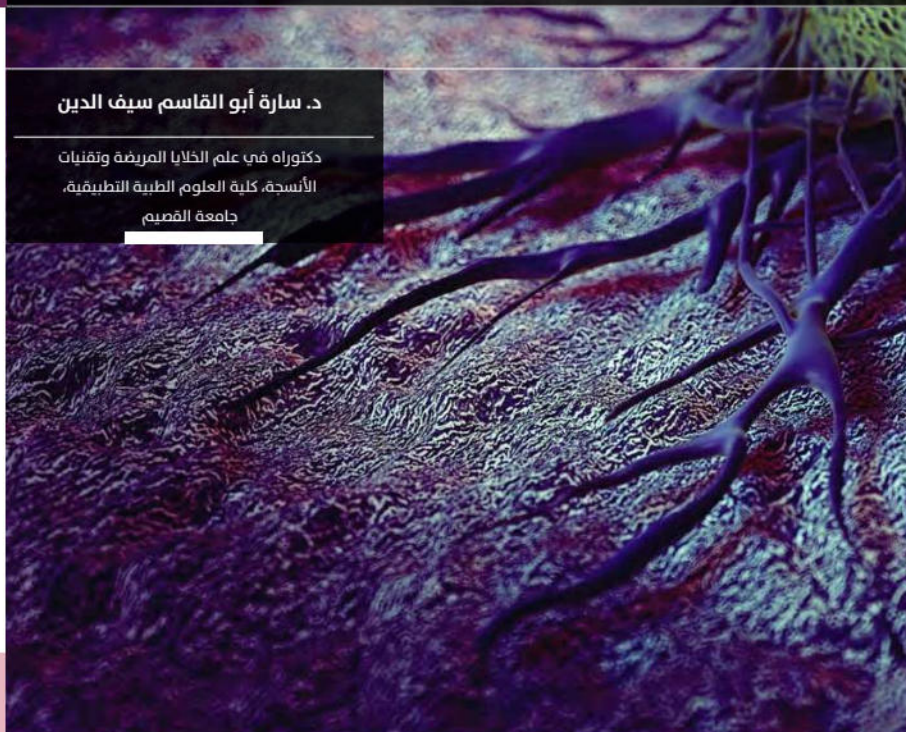 د. سارة أبو القاسم سيف الدين
دكتوراه في علم الخلايا المريضة وتقنيات
الأنسجة، كلية العلوم الطبية التطبيقية،
جامعة القصيم